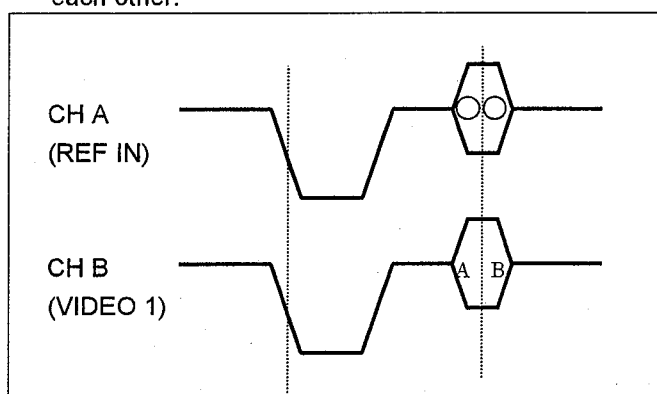 each other.
CH A
(REF IN)
CH B
(VIDEO 1)
A B